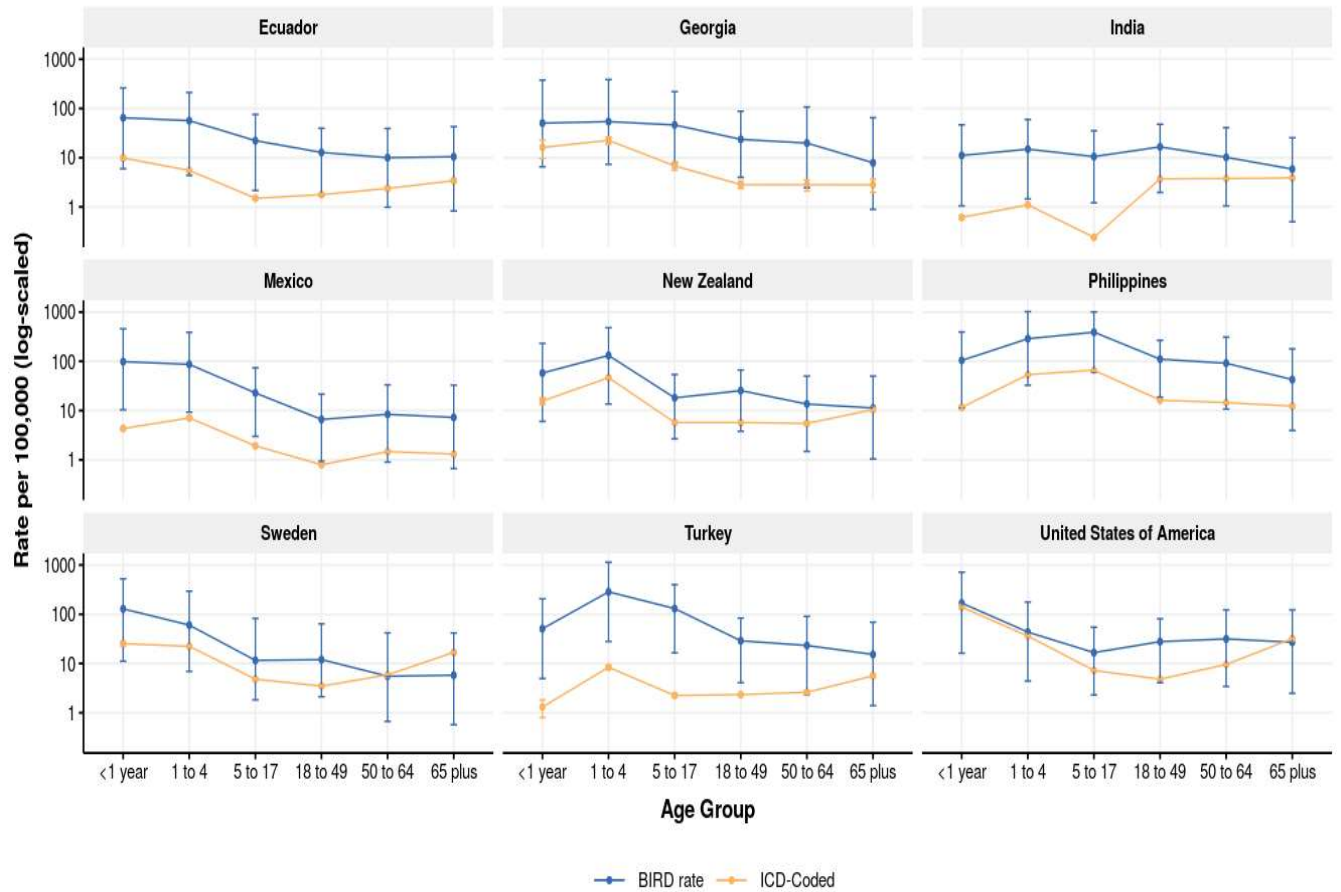 Ecuador
Georgia
India
1000
100
10
1
Mexico
New Zealand
Philippines
1000
100
10
1
Rate per 100,000 (log-scaled)
Sweden
Turkey
United States of America
1000
100
10
1
<1 year 1 to 4 5 to 17 18 to 49 50 to 64 65 plus
<1 year 1 to 4 5 to 17 18 to 49 50 to 64 65 plus
<1 year 1 to 4 5 to 17 18 to 49 50 to 64 65 plus
Age Group
BIRD rate ICD-Coded